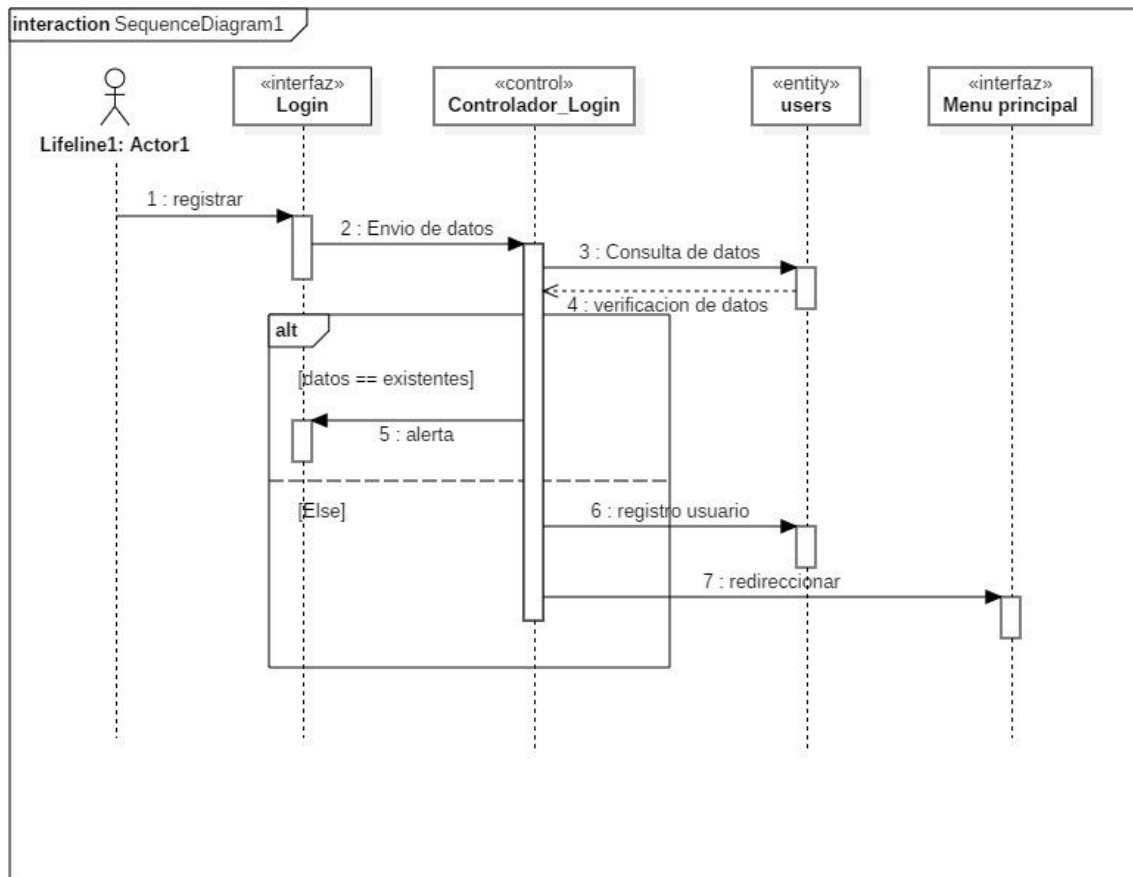 interaction SequenceDiagram1
«interfaz»
Login
«control»
Controlador_Login
«entity»
users
«interfaz»
Menu principal
Lifeline1: Actor1
1 : registrar
2 : Envio de datos
3 : Consulta de datos
4 : verificacion de datos
alt
[datos == existentes]
5 : alerta
[Else]
6 : registro usuario
7 : redireccionar